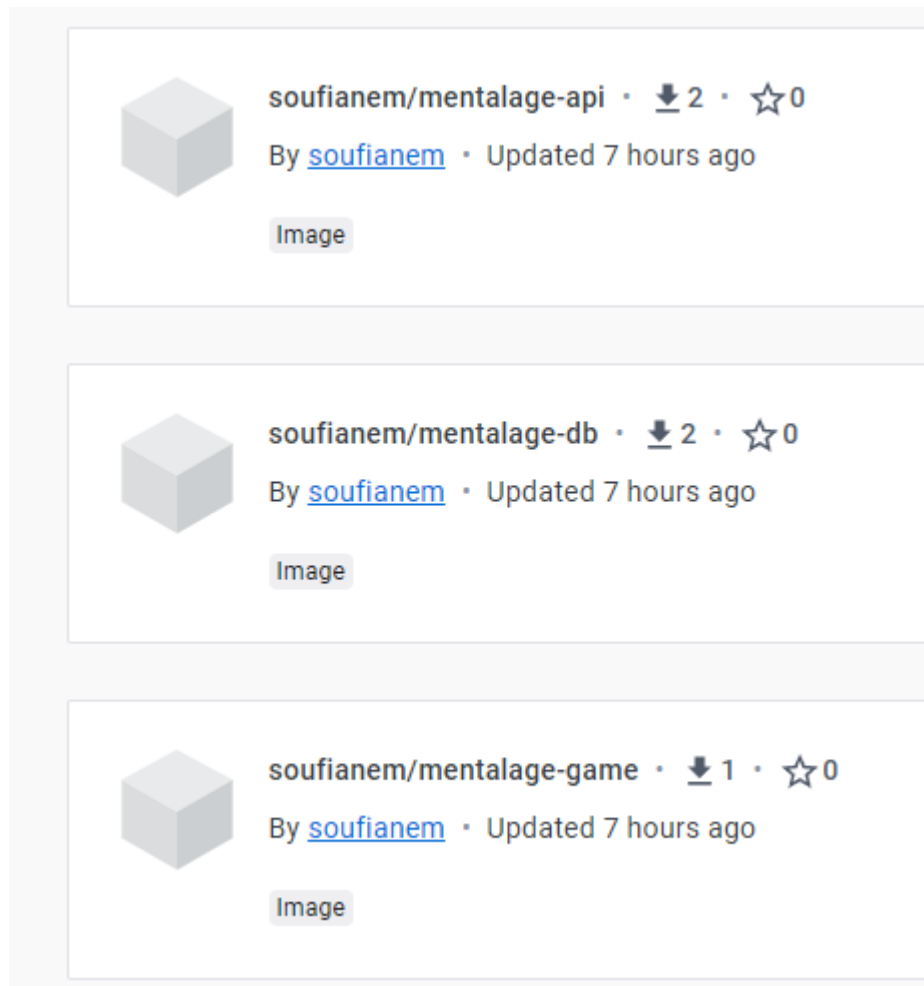 soufianem/mentalage-api · 2 · 0
By soufianem · Updated 7 hours ago
Image
soufianem/mentalage-db · 2 · 0
By soufianem · Updated 7 hours ago
Image
soufianem/mentalage-game · 1 · 0
By soufianem · Updated 7 hours ago
Image